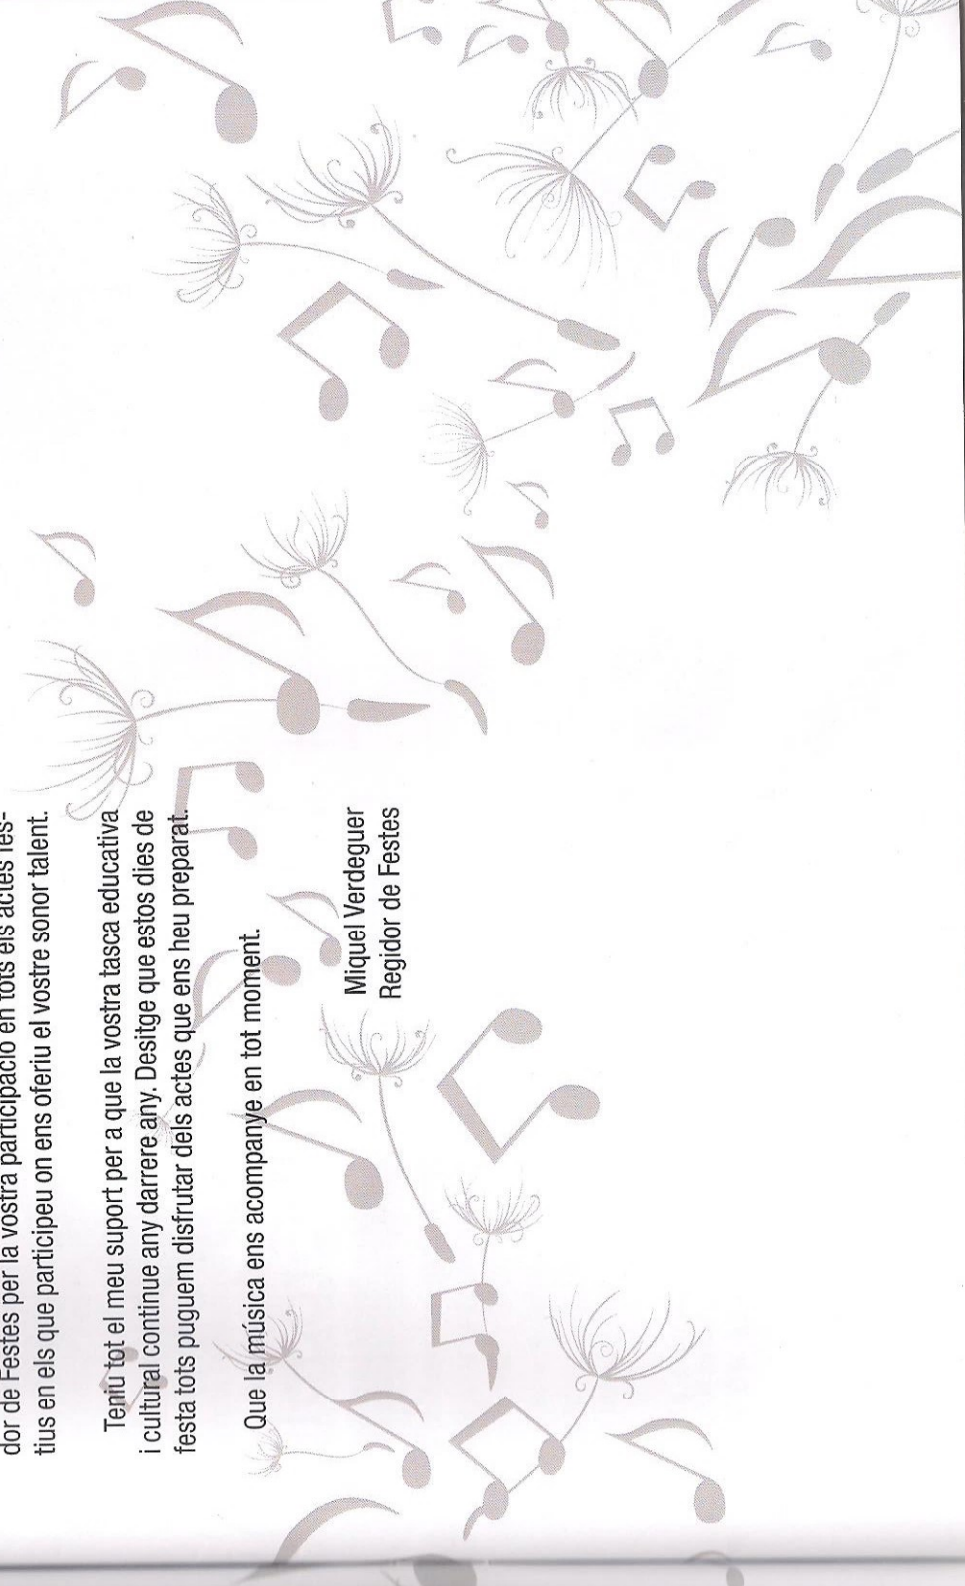 dor de Festes per la vostra participació en tots els actes fes-
tius en els que participeu on ens oferiu el vostre sonor talent.
Teniu tot el meu suport per a que la vostra tasca educativa
i cultural continue any darrere any. Desitge que estos dies de
festa tots puguem disfrutar dels actes que ens heu preparat.
Que la música ens acompanye en tot moment.
Miquel Verdeguer
Regidor de Festes